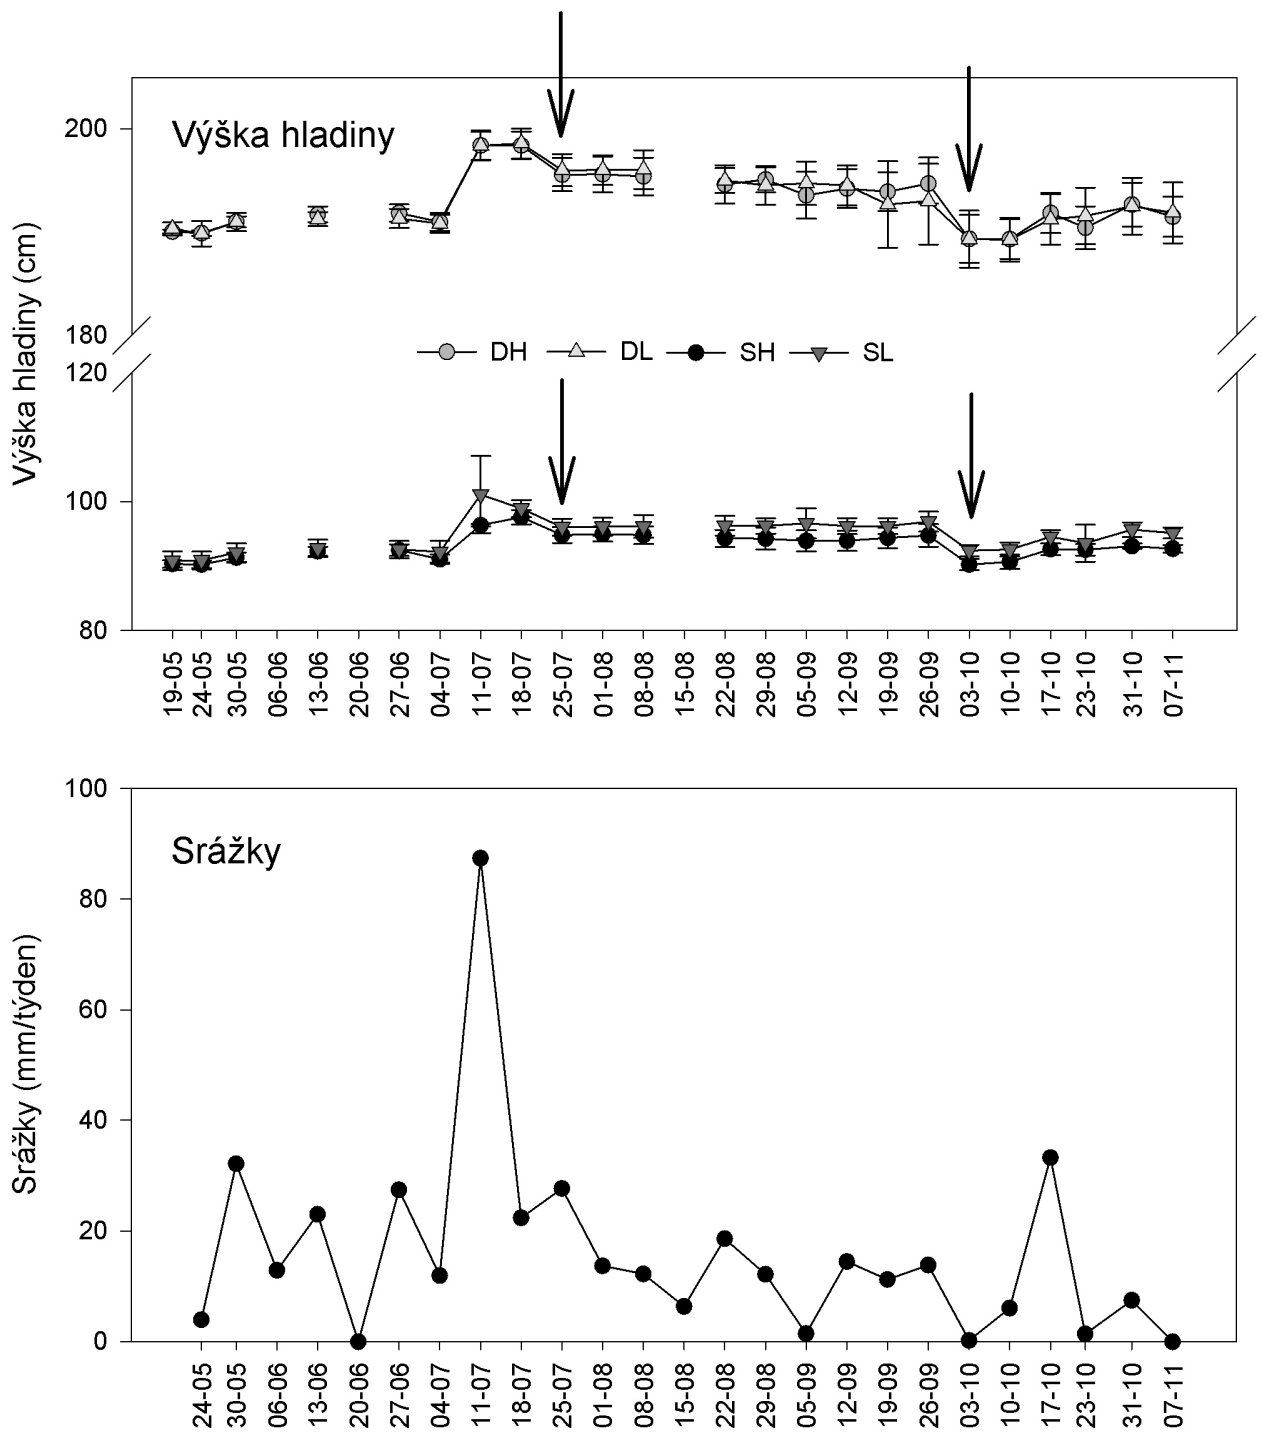 Výška hladiny
Výška hladiny (cm)
200
180
DH DL SH SL
120
100
80
19-05 24-05 30-05 06-06 13-06 20-06 27-06 04-07 11-07 18-07 25-07 01-08 08-08 15-08 22-08 29-08 05-09 12-09 19-09 26-09 03-10 10-10 17-10 23-10 31-10 07-11
Srážky
Srážky (mm/týden)
100
80
60
40
20
0
24-05 30-05 06-06 13-06 20-06 27-06 04-07 11-07 18-07 25-07 01-08 08-08 15-08 22-08 29-08 05-09 12-09 19-09 26-09 03-10 10-10 17-10 23-10 31-10 07-11